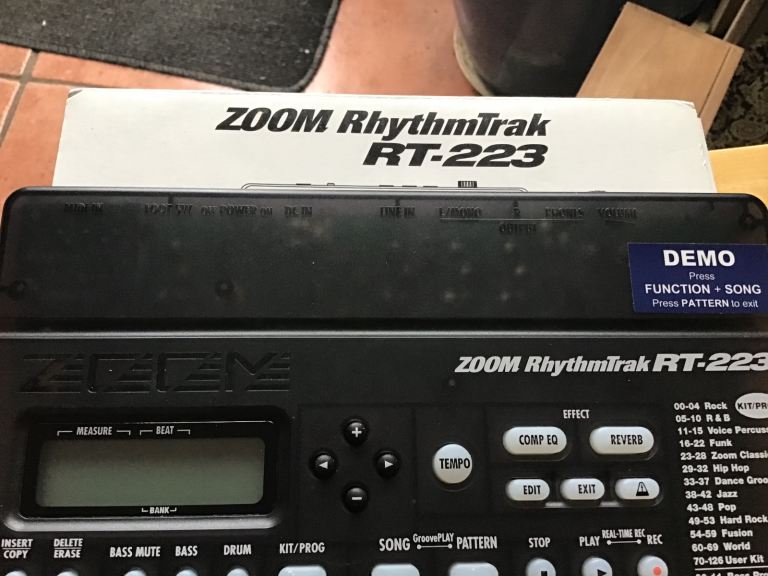 ZOOM RhythmTrak
RT-223
MIDI IN FOOT SW OFF POWER ON DC IN LINE IN L/MONO R PHONES VOLUME
OUTPUT
DEMO
Press
FUNCTION + SONG
Press PATTERN to exit
ZOOM
ZOOM RhythmTrak RT-223
EFFECT
MEASURE BEAT
BANK
COMP EQ REVERB
TEMPO
EDIT EXIT
KIT/PR
00-04 Rock
05-10 R & B
11-15 Voice Percus
16-22 Funk
23-28 Zoom Classi
29-32 Hip Hop
33-37 Dance Groo
38-42 Jazz
43-48 Pop
49-53 Hard Rock
54-59 Fusion
60-69 World
70-126 User Kit
INSERT
COPY
DELETE
ERASE
BASS MUTE BASS DRUM KIT/PROG
SONG GroovePLAY PATTERN
STOP PLAY REAL-TIME REC REC